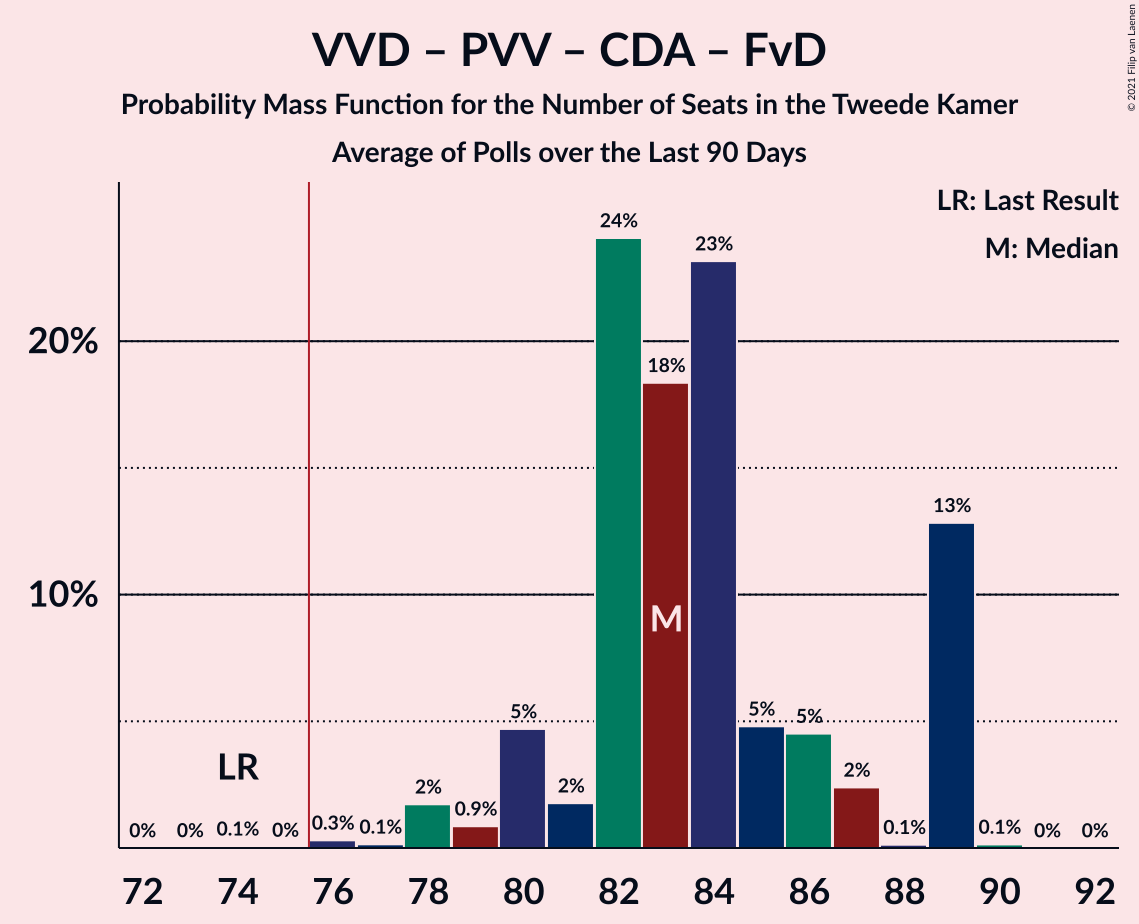 VVD – PVV – CDA – FvD
Probability Mass Function for the Number of Seats in the Tweede Kamer
Average of Polls over the Last 90 Days
© 2021 Filip van Laenen
LR: Last Result
M: Median
20%
10%
0% 0% 0.1% 0% 0.3% 0.1% 2% 0.9% 5% 2% 24% 18% 23% 5% 5% 2% 0.1% 13% 0.1% 0% 0%
LR
M
72 74 76 78 80 82 84 86 88 90 92